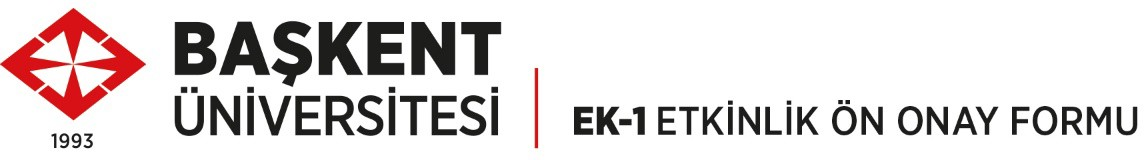 BAŞKENT
ÜNİVERSİTESİ
1993
EK-1 ETKİNLİK ÖN ONAY FORMU